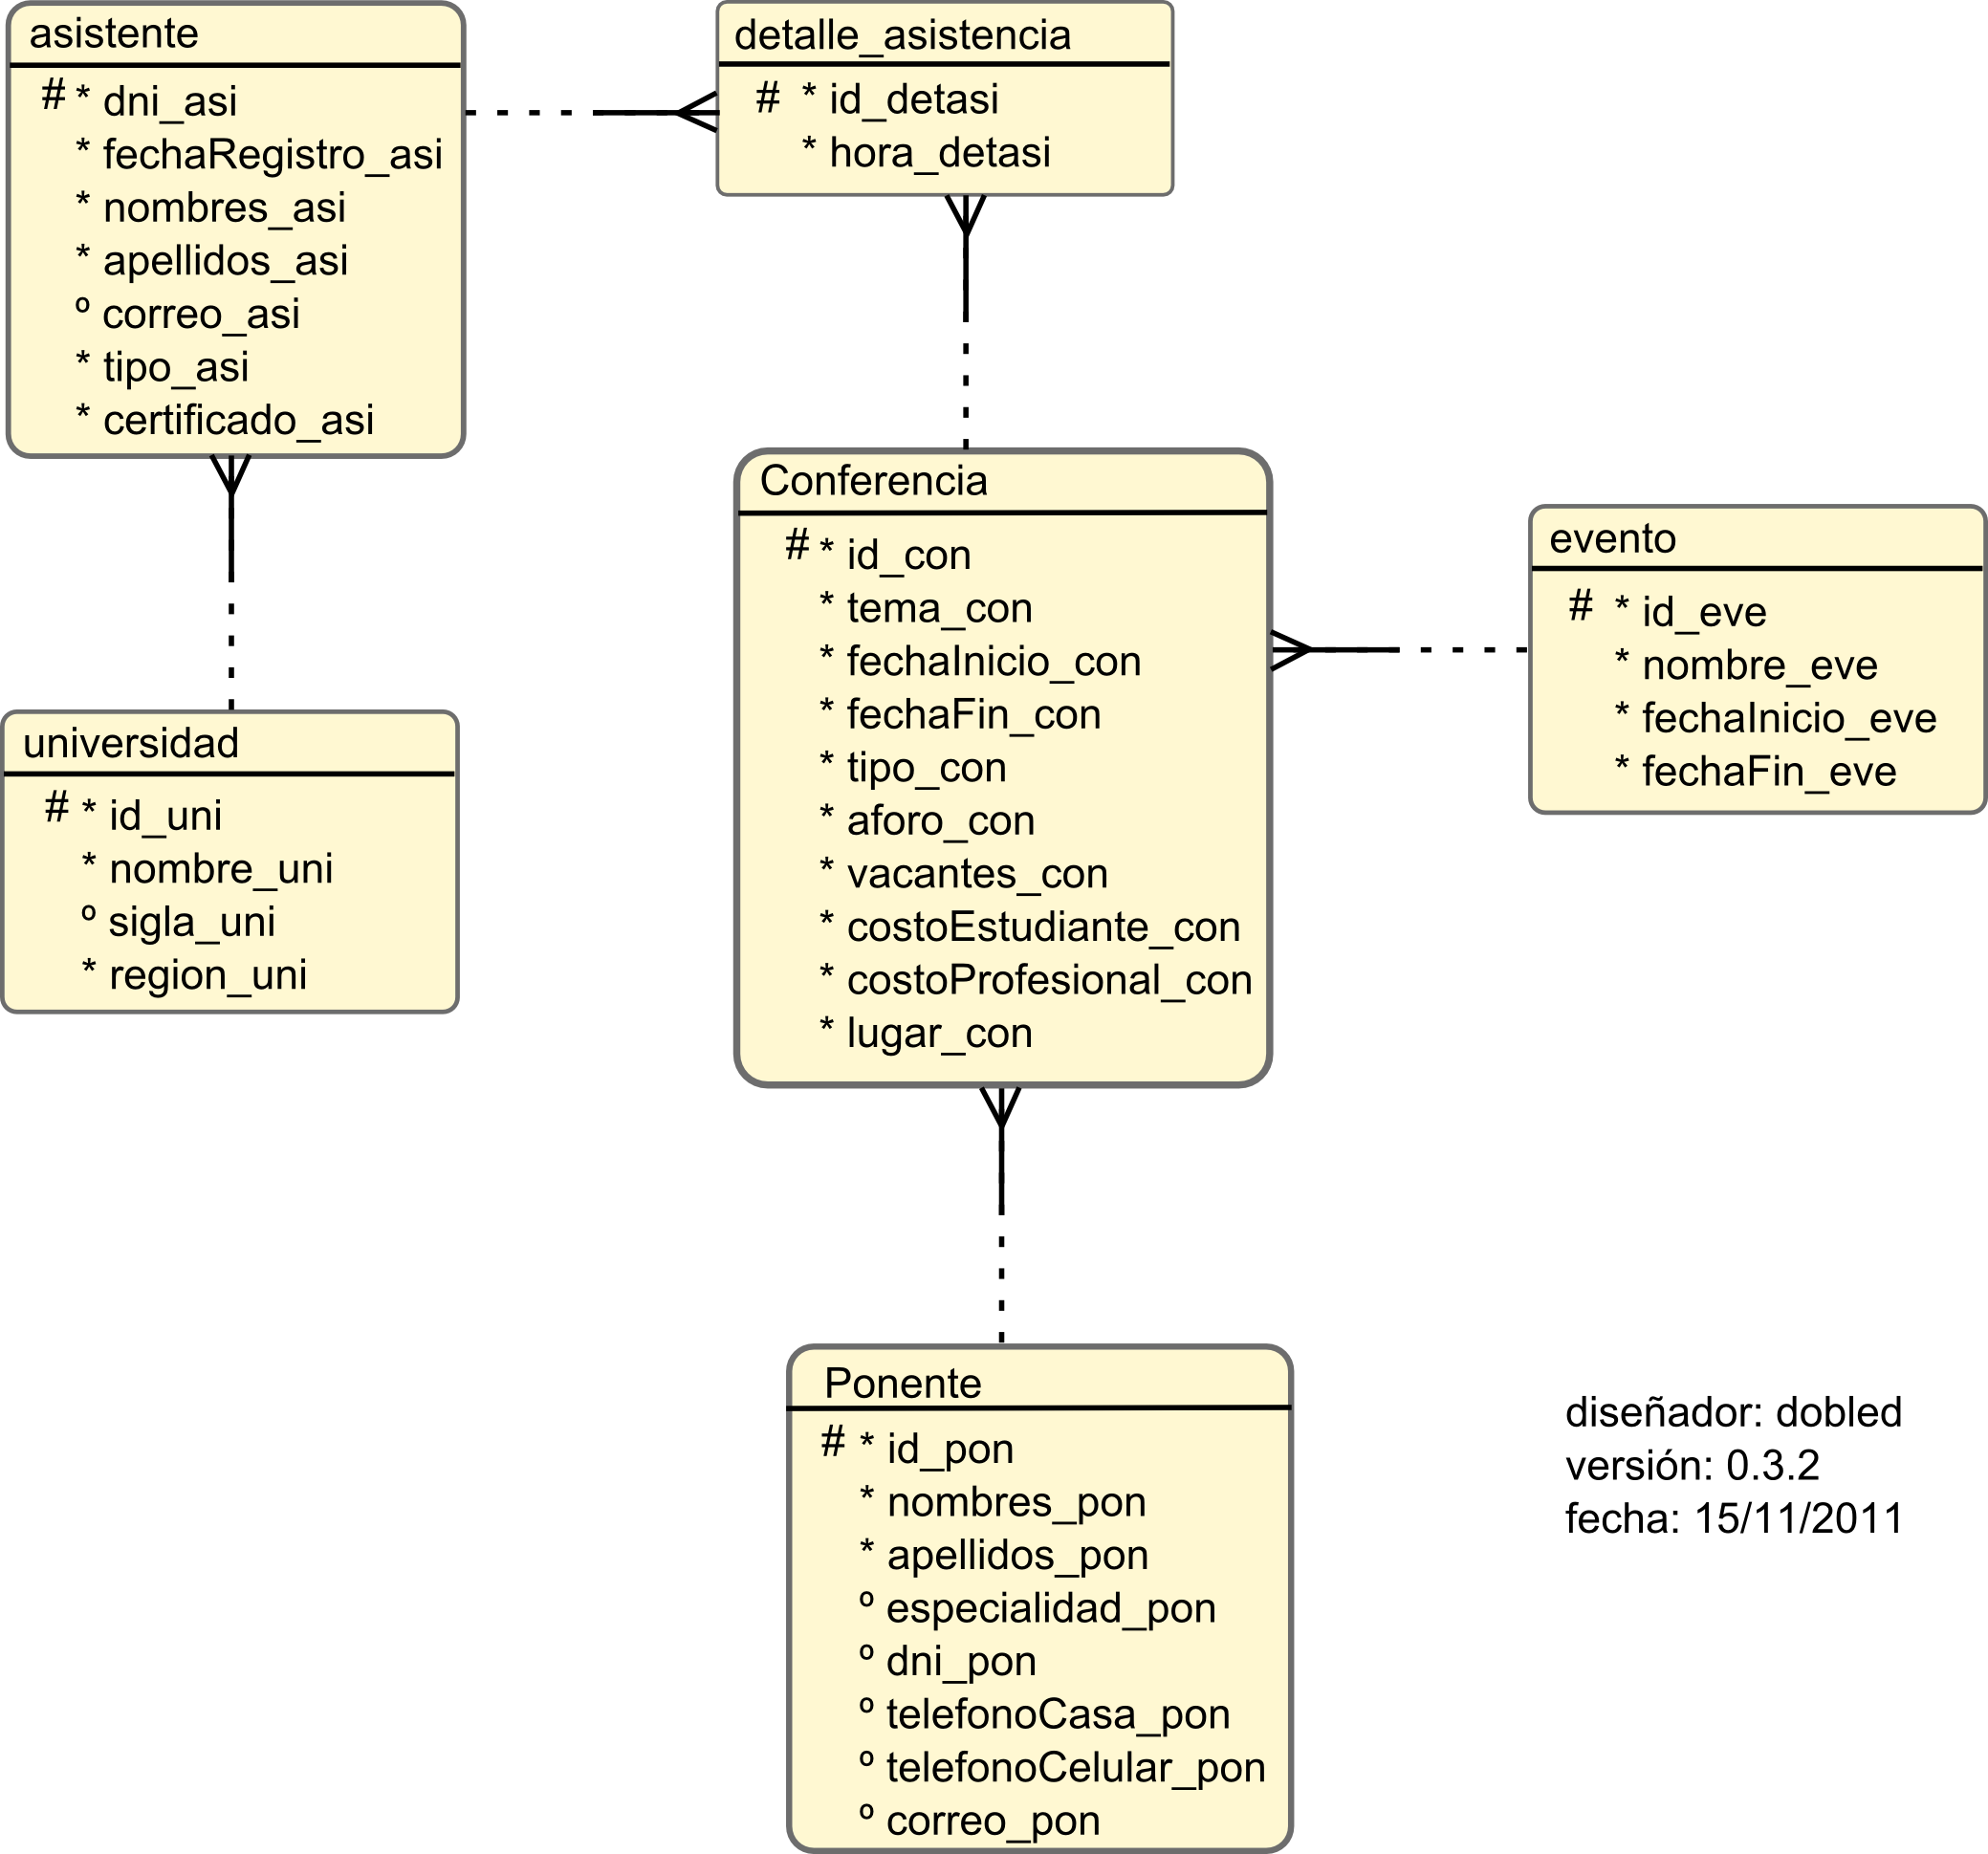 asistente
# * dni_asi
* fechaRegistro_asi
* nombres_asi
* apellidos_asi
º correo_asi
* tipo_asi
* certificado_asi
detalle_asistencia
# * id_detasi
* hora_detasi
Conferencia
# * id_con
* tema_con
* fechaInicio_con
* fechaFin_con
* tipo_con
* aforo_con
* vacantes_con
* costoEstudiante_con
* costoProfesional_con
* lugar_con
evento
# * id_eve
* nombre_eve
* fechaInicio_eve
* fechaFin_eve
universidad
# * id_uni
* nombre_uni
º sigla_uni
* region_uni
Ponente
# * id_pon
* nombres_pon
* apellidos_pon
º especialidad_pon
º dni_pon
º telefonoCasa_pon
º telefonoCelular_pon
º correo_pon
diseñador: dobled
versión: 0.3.2
fecha: 15/11/2011